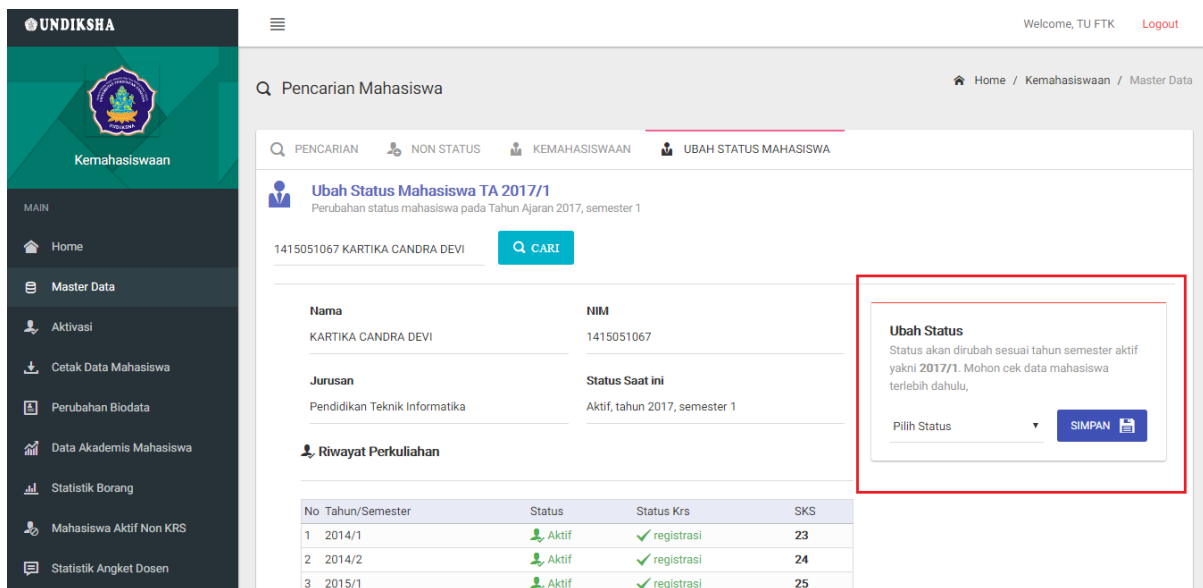 UNDIKSHA
Welcome, TU FTK
Logout
UNDIKSHA
Kemahasiswaan
MAIN
Home
Master Data
Aktivasi
Cetak Data Mahasiswa
Perubahan Biodata
Data Akademis Mahasiswa
Statistik Borang
Mahasiswa Aktif Non KRS
Statistik Angket Dosen
Pencarian Mahasiswa
Home / Kemahasiswaan / Master Data
PENCARIAN
NON STATUS
KEMAHASISWAAN
UBAH STATUS MAHASISWA
Ubah Status Mahasiswa TA 2017/1
Perubahan status mahasiswa pada Tahun Ajaran 2017, semester 1
1415051067 KARTIKA CANDRA DEVI
CARI
Nama
KARTIKA CANDRA DEVI
NIM
1415051067
Jurusan
Pendidikan Teknik Informatika
Status Saat ini
Aktif, tahun 2017, semester 1
Riwayat Perkuliahan
No Tahun/Semester Status Status Krs SKS
1 2014/1 Aktif registrasi 23
2 2014/2 Aktif registrasi 24
3 2015/1 Aktif registrasi 25
Ubah Status
Status akan dirubah sesuai tahun semester aktif
yakni 2017/1. Mohon cek data mahasiswa
terlebih dahulu,
Pilih Status
SIMPAN